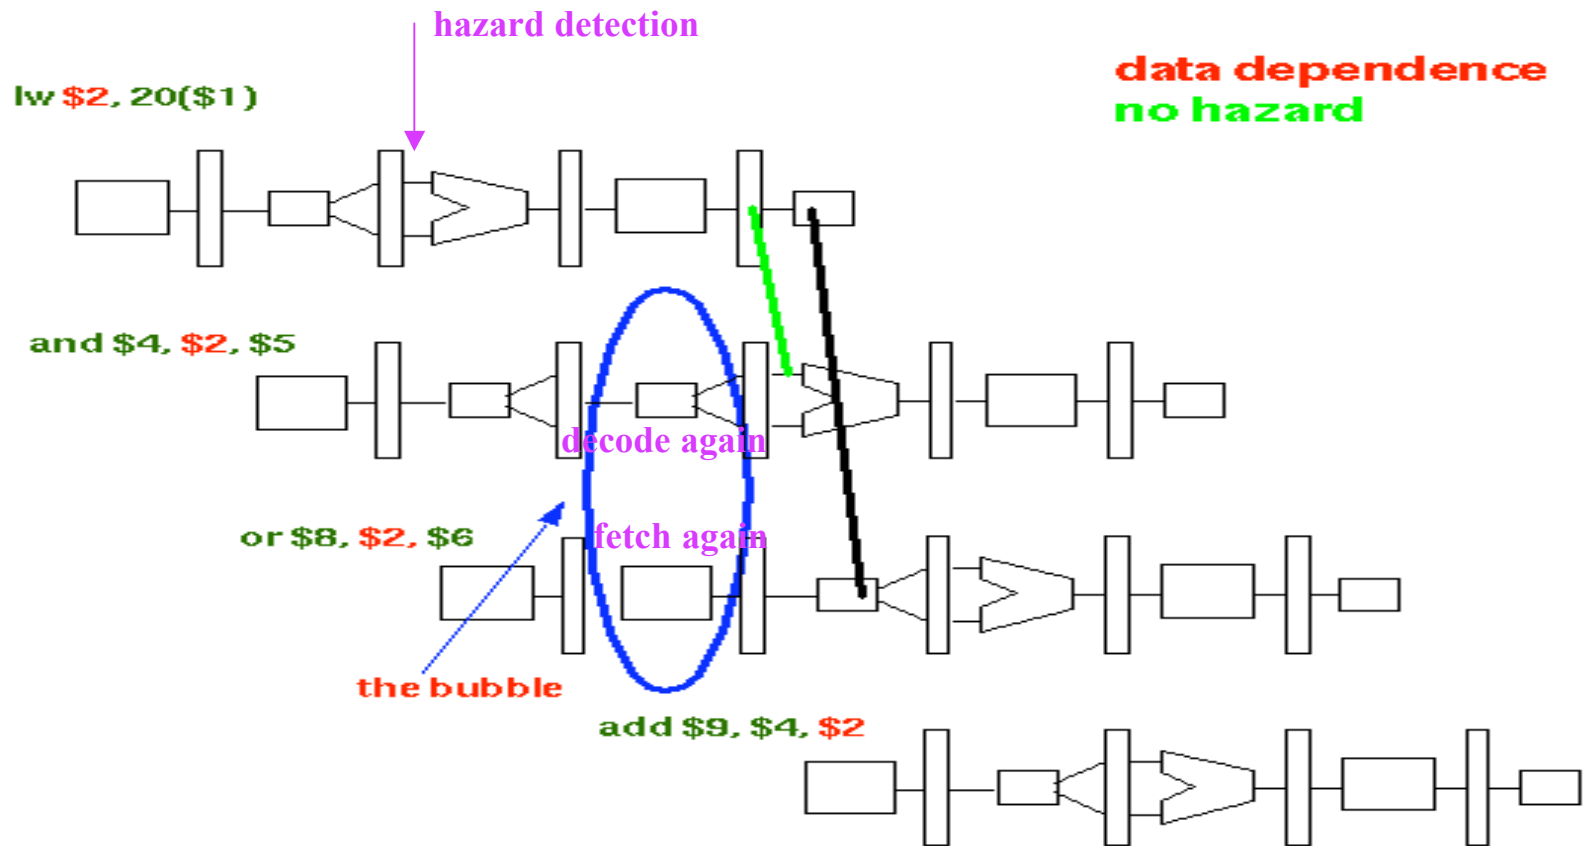 hazard detection
data dependence
no hazard
lw $2, 20($1)
and $4, $2, $5
decode again
or $8, $2, $6
fetch again
the bubble
add $9, $4, $2